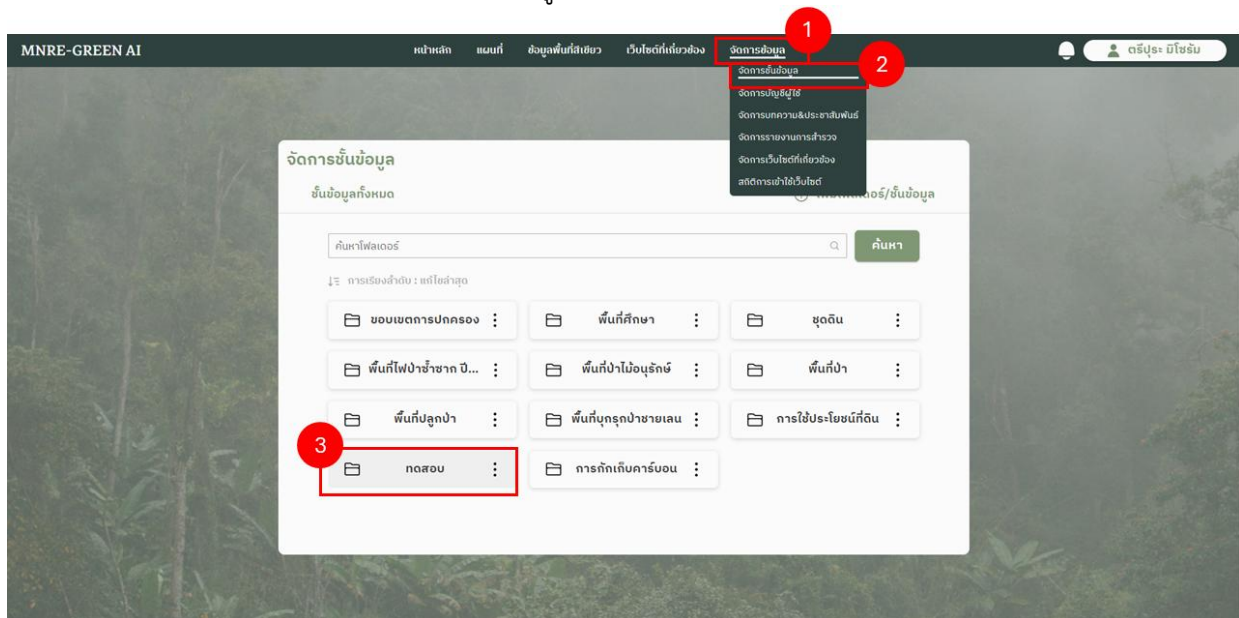 1
MNRE-GREEN AI หน้าหลัก แผนที่ ข้อมูลพื้นที่สีเขียว เว็บไซต์ที่เกี่ยวข้อง จัดการข้อมูล ตรีปุระ มิโชรัม
2
จัดการชั้นข้อมูล
จัดการบัญชีผู้ใช้
จัดการบทความ&ประชาสัมพันธ์
จัดการรายงานการสำรวจ
จัดการเว็บไซต์ที่เกี่ยวข้อง
สถิติการเข้าใช้เว็บไซต์
จัดการชั้นข้อมูล
ชั้นข้อมูลทั้งหมด /ชั้นข้อมูล
ค้นหาโฟลเดอร์ ค้นหา
การเรียงลำดับ : แก้ไขล่าสุด
ขอบเขตการปกครอง พื้นที่ศึกษา ชุดดิน
พื้นที่ไฟป่าซ้ำซาก ปี... พื้นที่ป่าไม้อนุรักษ์ พื้นที่ป่า
พื้นที่ปลูกป่า พื้นที่บุกรุกป่าชายเลน การใช้ประโยชน์ที่ดิน
3
ทดสอบ การกักเก็บคาร์บอน